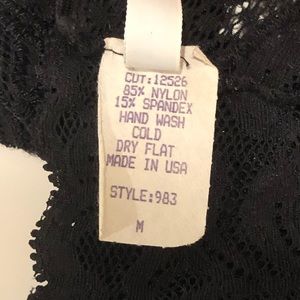 CUT:12526
85% NYLON
15% SPANDEX
HAND WASH
COLD
DRY FLAT
MADE IN USA
STYLE:983
M